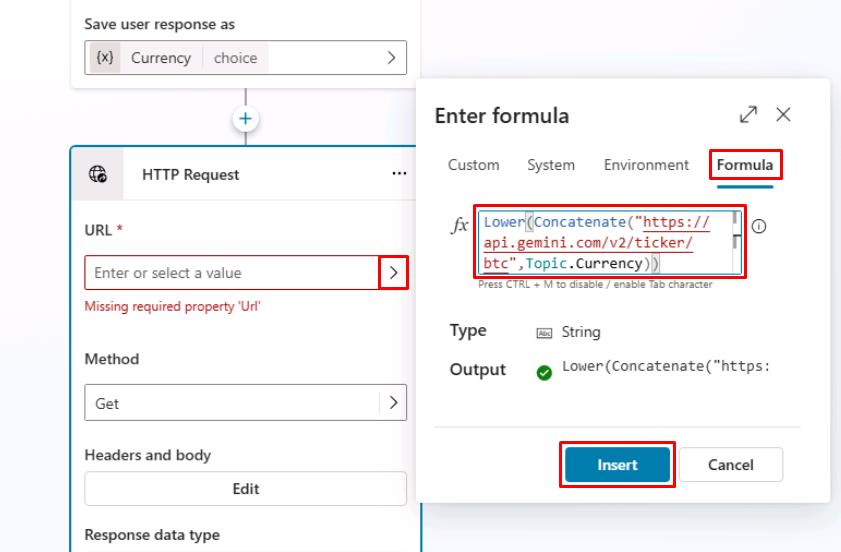 Save user response as
{x} Currency choice
HTTP Request
URL *
Enter or select a value
Missing required property 'Url'
Method
Get
Headers and body
Edit
Response data type
Enter formula
Custom System Environment Formula
fx
Lower(Concatenate("https://
api.gemini.com/v2/ticker/
btc",Topic.Currency))
Press CTRL + M to disable / enable Tab character
Type
Abc String
Output
Lower(Concatenate("https:
Insert Cancel